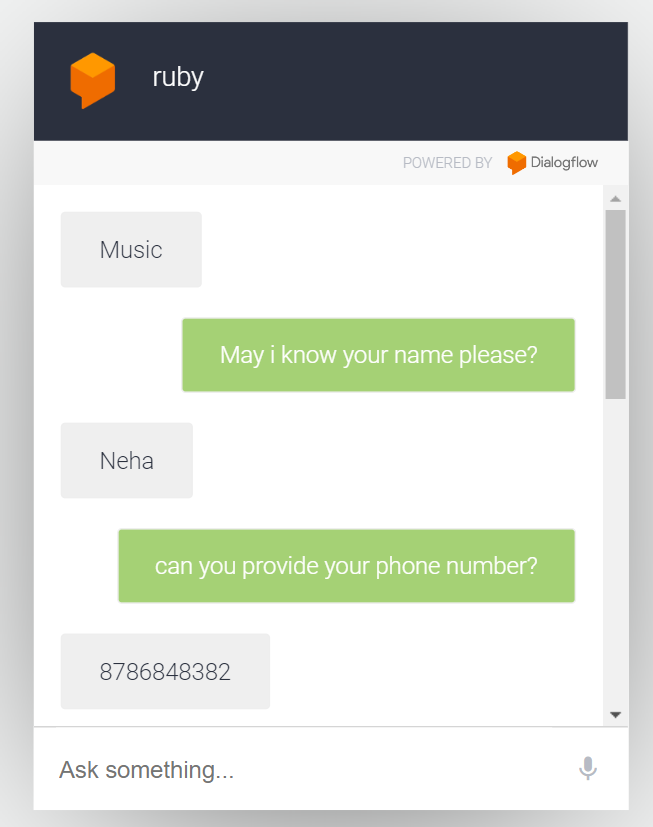 ruby
POWERED BY Dialogflow
Music
May i know your name please?
Neha
can you provide your phone number?
8786848382
Ask something...